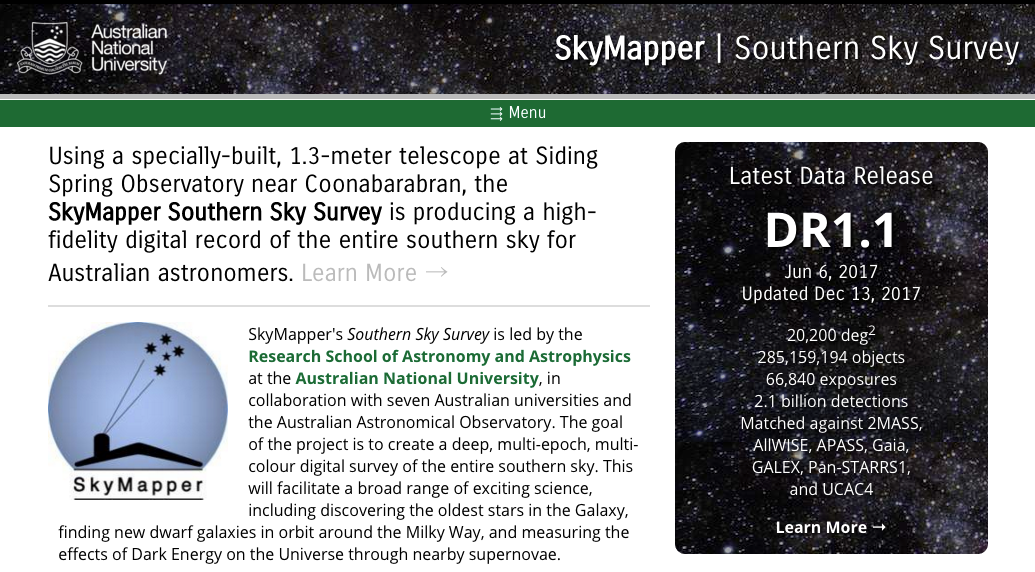 Australian
National
University
SkyMapper | Southern Sky Survey
Menu
Using a specially-built, 1.3-meter telescope at Siding
Spring Observatory near Coonabarabran, the
SkyMapper Southern Sky Survey is producing a high-
fidelity digital record of the entire southern sky for
Australian astronomers. Learn More →
SkyMapper
SkyMapper's Southern Sky Survey is led by the
Research School of Astronomy and Astrophysics
at the Australian National University, in
collaboration with seven Australian universities and
the Australian Astronomical Observatory. The goal
of the project is to create a deep, multi-epoch, multi-
colour digital survey of the entire southern sky. This
will facilitate a broad range of exciting science,
including discovering the oldest stars in the Galaxy,
finding new dwarf galaxies in orbit around the Milky Way, and measuring the
effects of Dark Energy on the Universe through nearby supernovae.
Latest Data Release
DR1.1
Jun 6, 2017
Updated Dec 13, 2017
20,200 deg²
285,159,194 objects
66,840 exposures
2.1 billion detections
Matched against 2MASS,
AllWISE, APASS, Gaia,
GALEX, Pan-STARRS1,
and UCAC4
Learn More →